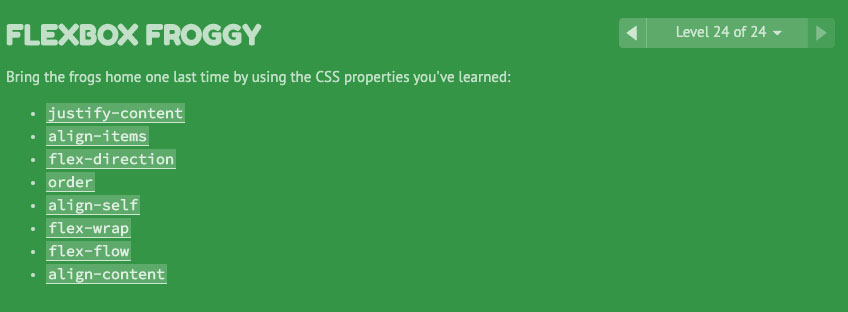 FLEXBOX FROGGY
Level 24 of 24
Bring the frogs home one last time by using the CSS properties you've learned:
justify-content
align-items
flex-direction
order
align-self
flex-wrap
flex-flow
align-content